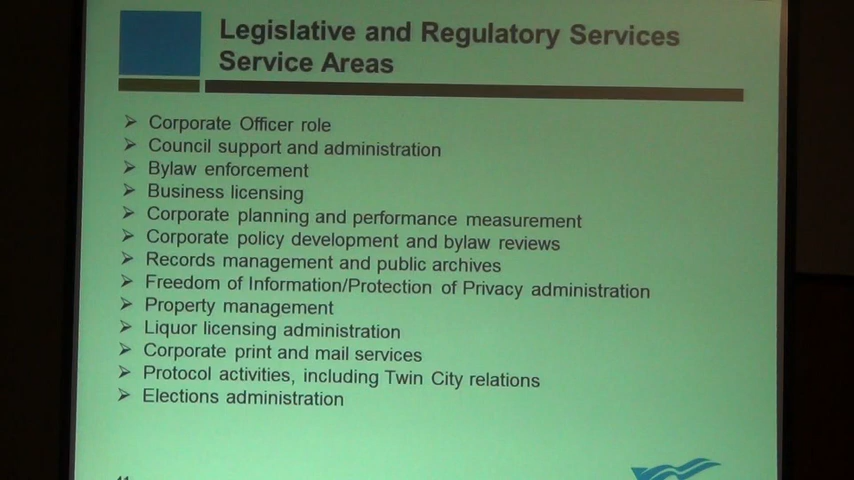 Legislative and Regulatory Services
Service Areas
Corporate Officer role
Council support and administration
Bylaw enforcement
Business licensing
Corporate planning and performance measurement
Corporate policy development and bylaw reviews
Records management and public archives
Freedom of Information/Protection of Privacy administration
Property management
Liquor licensing administration
Corporate print and mail services
Protocol activities, including Twin City relations
Elections administration